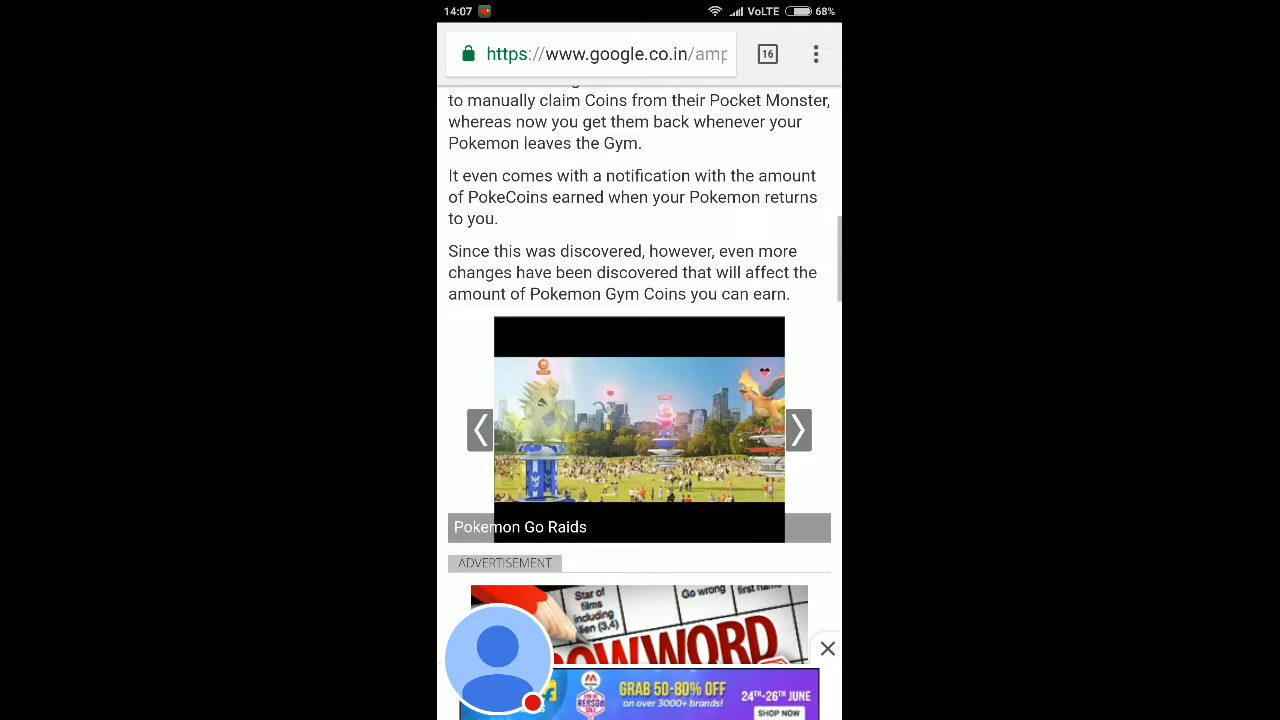 14:07
VoLTE 68%
https://www.google.co.in/amp
16
to manually claim Coins from their Pocket Monster,
whereas now you get them back whenever your
Pokemon leaves the Gym.
It even comes with a notification with the amount
of PokeCoins earned when your Pokemon returns
to you.
Since this was discovered, however, even more
changes have been discovered that will affect the
amount of Pokemon Gym Coins you can earn.
Pokemon Go Raids
ADVERTISEMENT
Star of
films
including
Go wrong
first name
OWWORD
GRAB 50-80% OFF
on over 3000+ brands!
REASON
24TH-26TH JUNE
SHOP NOW